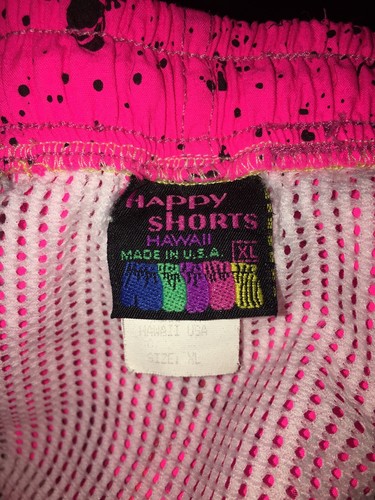 HAPPY
SHORTS
HAWAII
MADE IN U.S.A.
XL
HAWAII USA
SIZE: XL